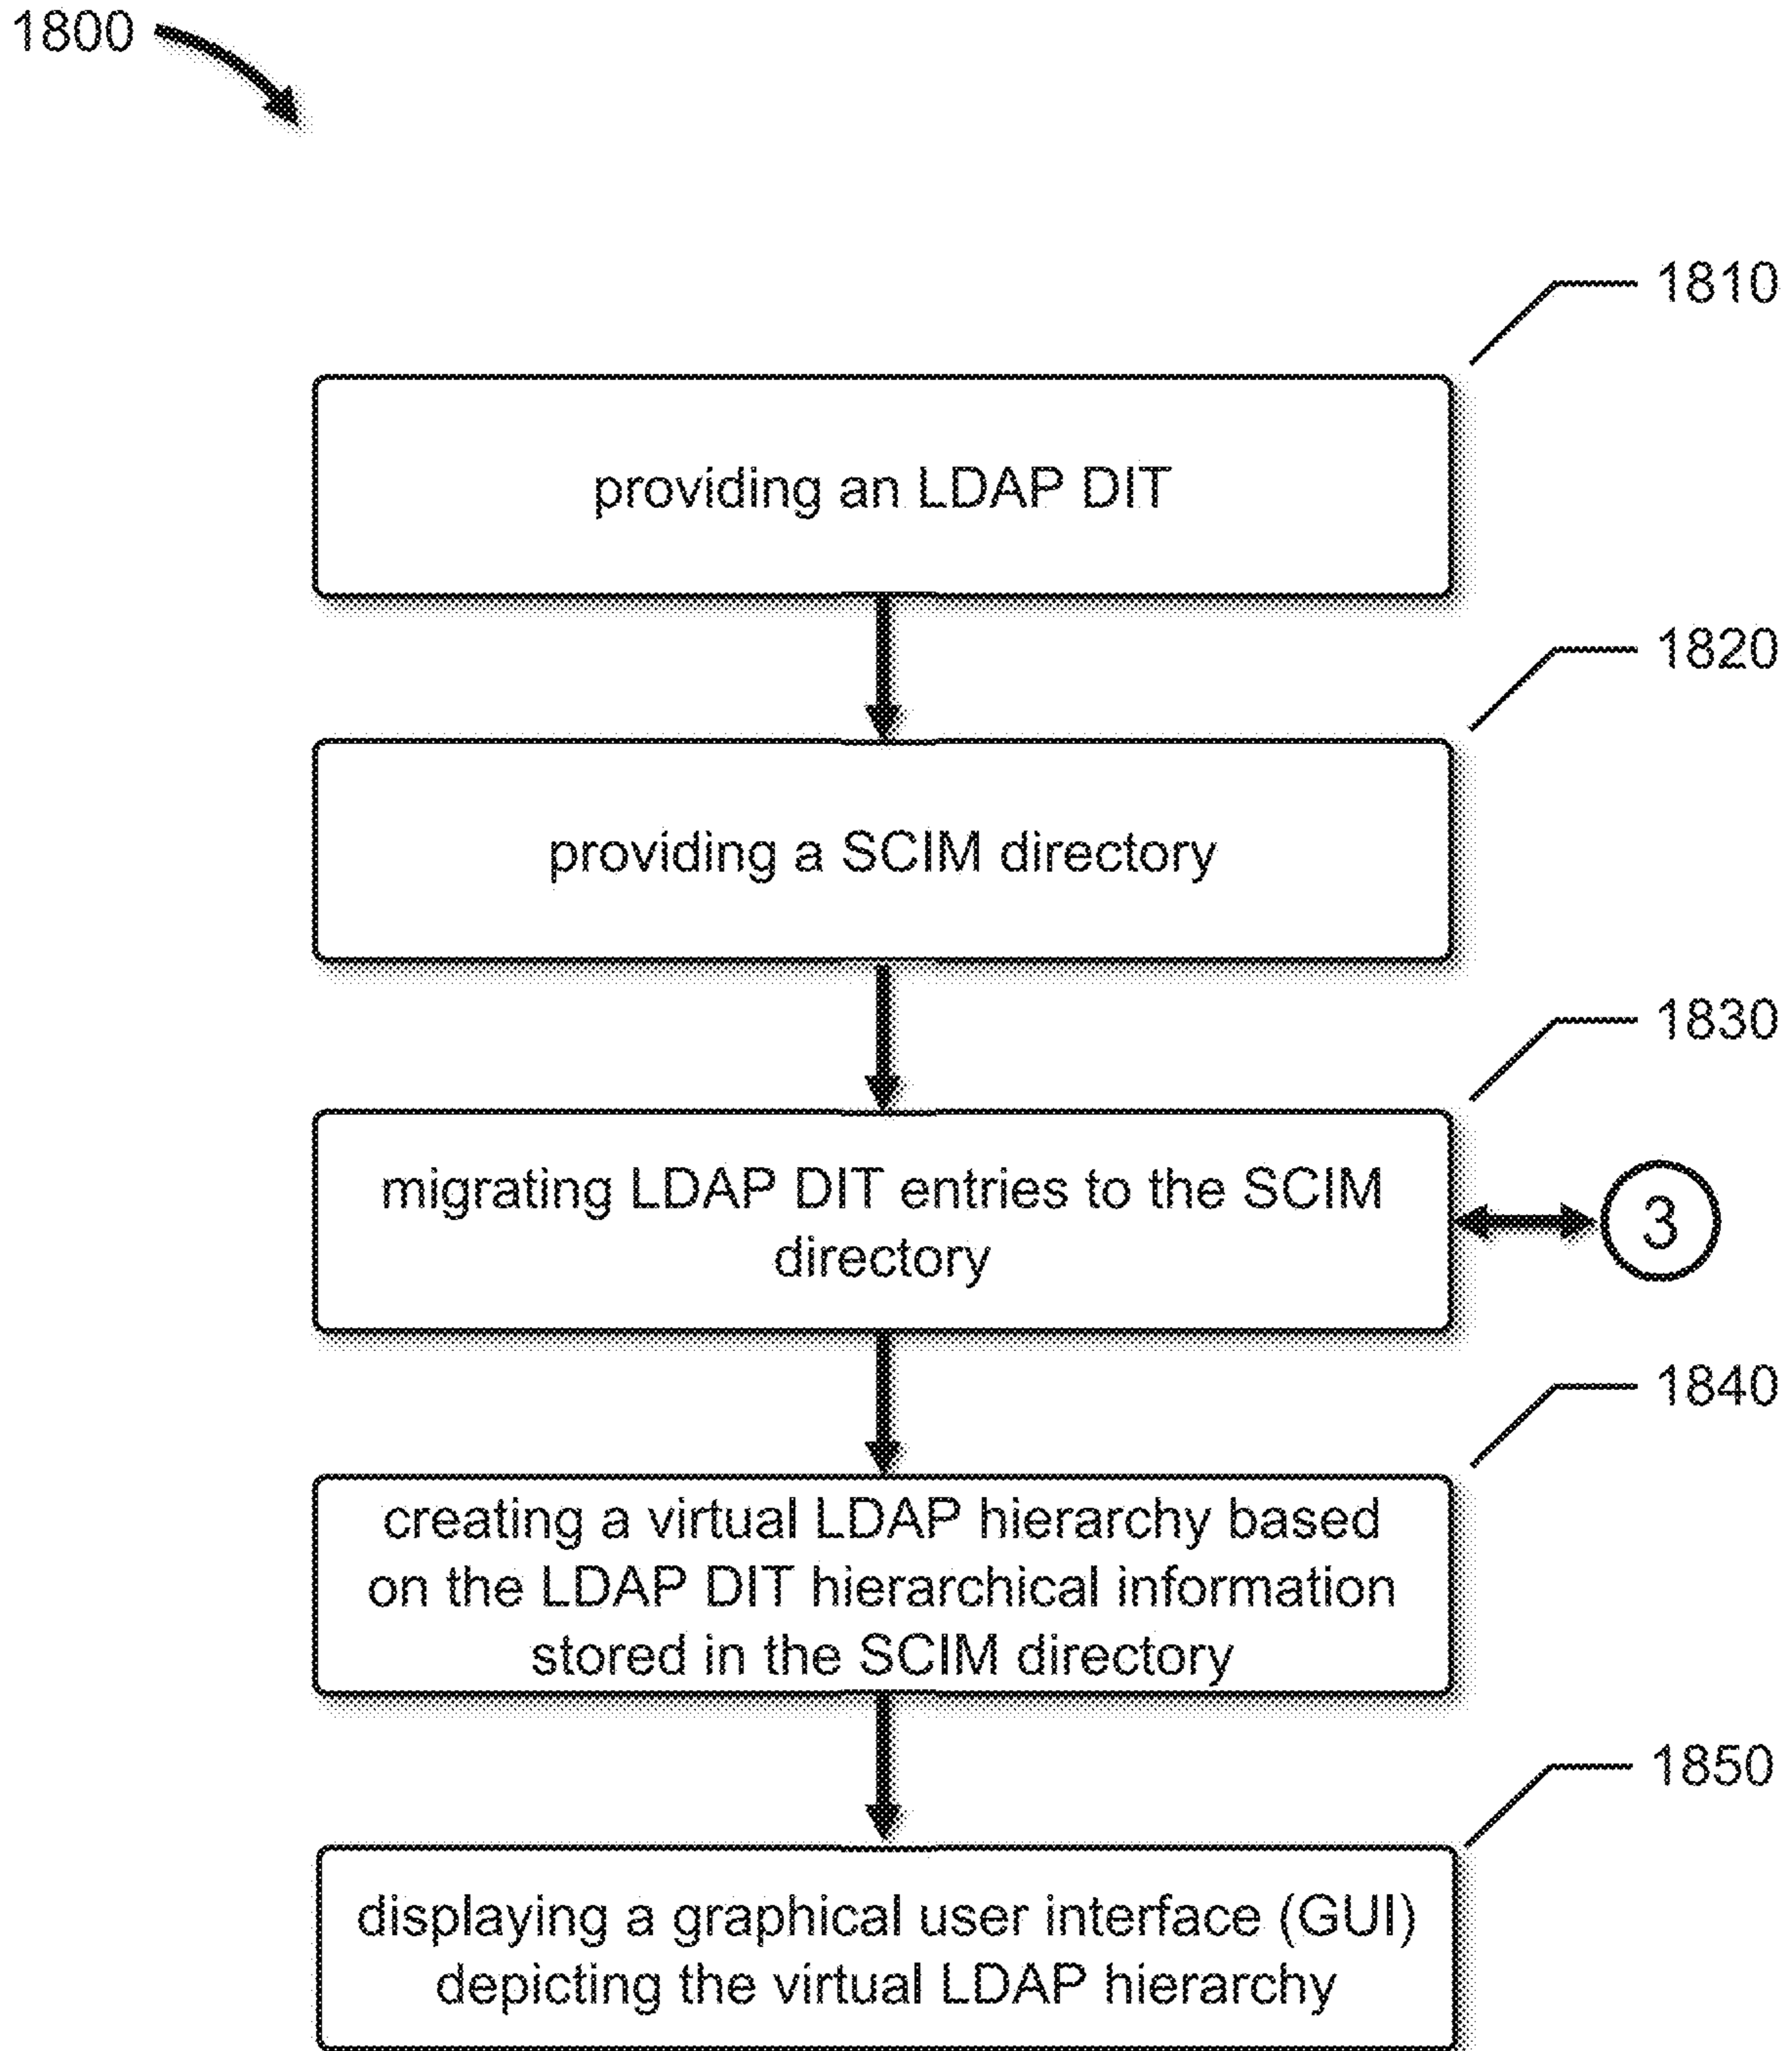 1800
1810
providing an LDAP DIT
1820
providing a SCIM directory
1830
migrating LDAP DIT entries to the SCIM
directory
3
1840
creating a virtual LDAP hierarchy based
on the LDAP DIT hierarchical information
stored in the SCIM directory
1850
displaying a graphical user interface (GUI)
depicting the virtual LDAP hierarchy